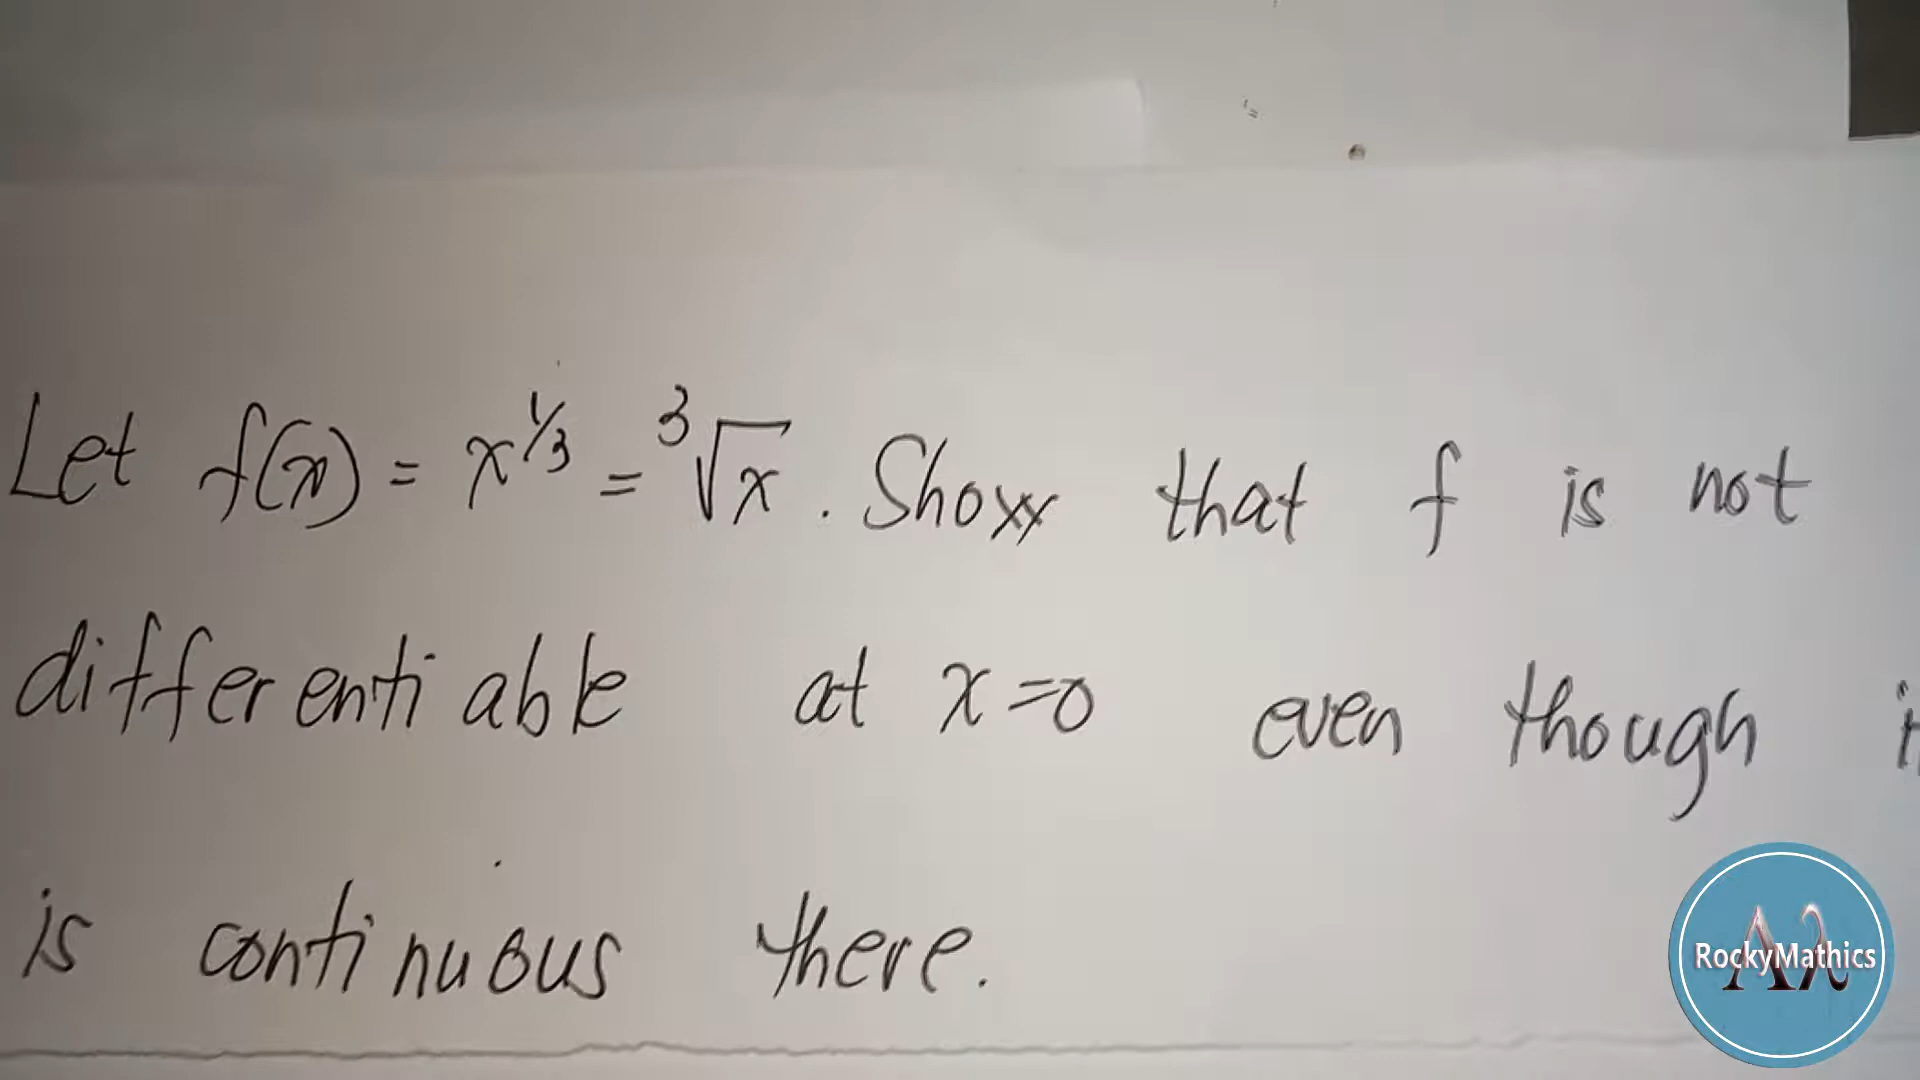 Let f(x) = x^{1/3} = ∛x. Show that f is not
differentiable at x=0 even though
is continuous there.
RockyMathics